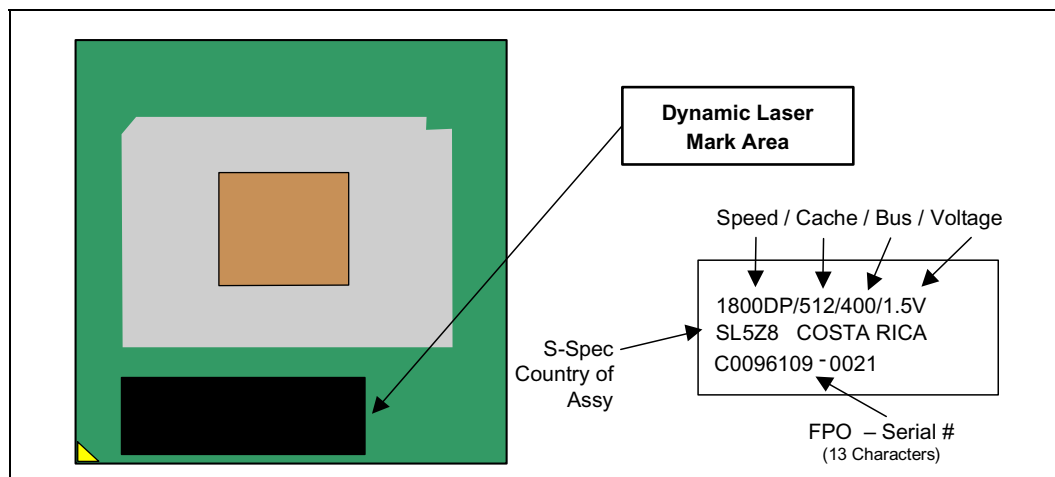 Dynamic Laser
Mark Area
Speed / Cache / Bus / Voltage
1800DP/512/400/1.5V
SL5Z8 COSTA RICA
C0096109 -0021
S-Spec
Country of
Assy
FPO – Serial #
(13 Characters)